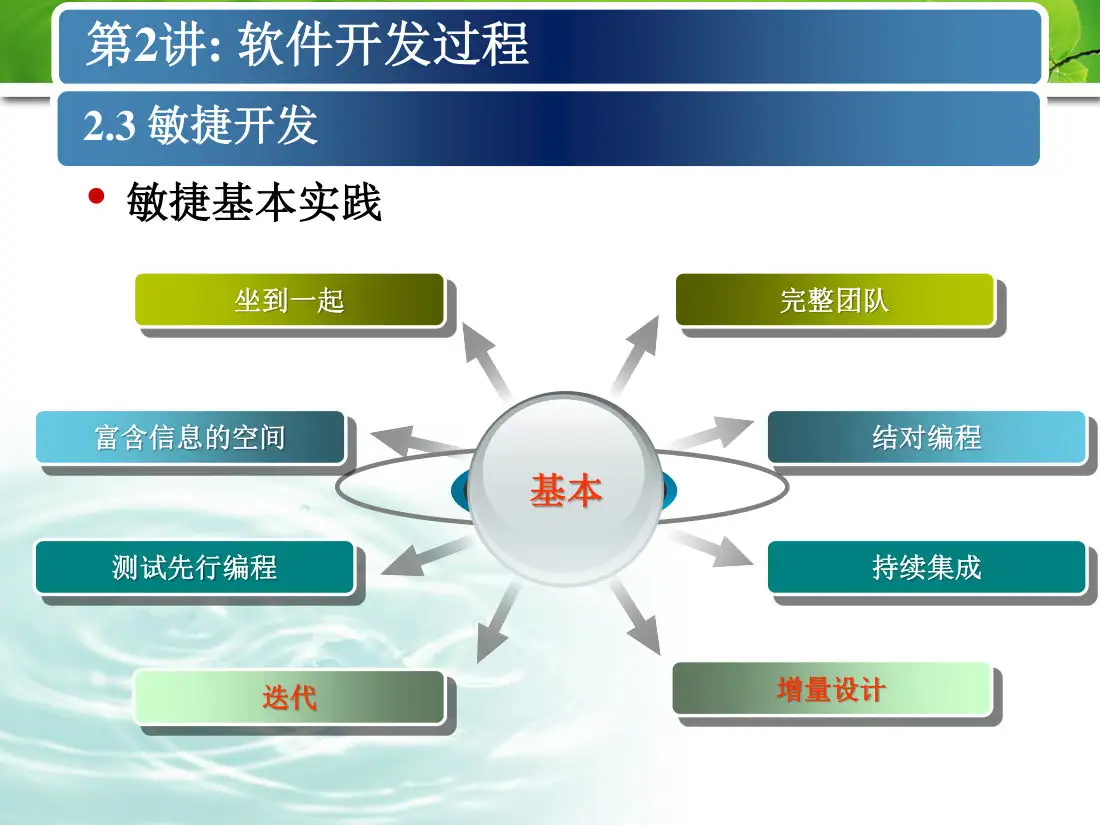 第2讲: 软件开发过程
2.3 敏捷开发
• 敏捷基本实践
坐到一起
完整团队
富含信息的空间
结对编程
基本
测试先行编程
持续集成
迭代
增量设计